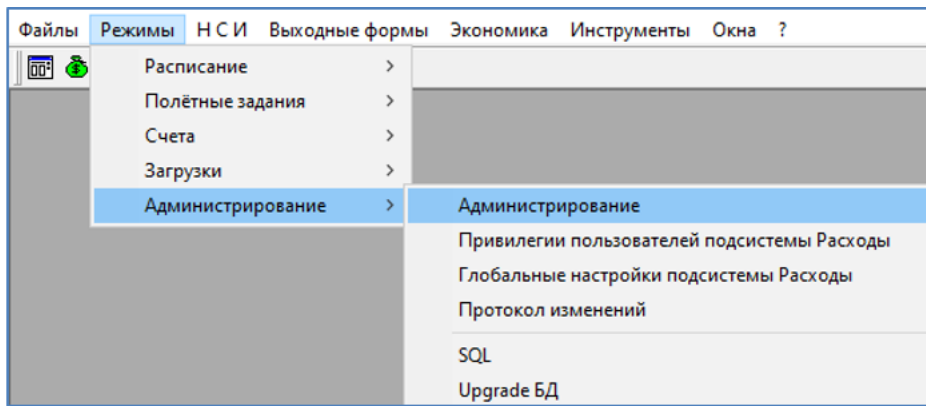 Файлы Режимы Н С И Выходные формы Экономика Инструменты Окна ?
Расписание
Полётные задания
Счета
Загрузки
Администрирование
Администрирование
Привилегии пользователей подсистемы Расходы
Глобальные настройки подсистемы Расходы
Протокол изменений
SQL
Upgrade БД